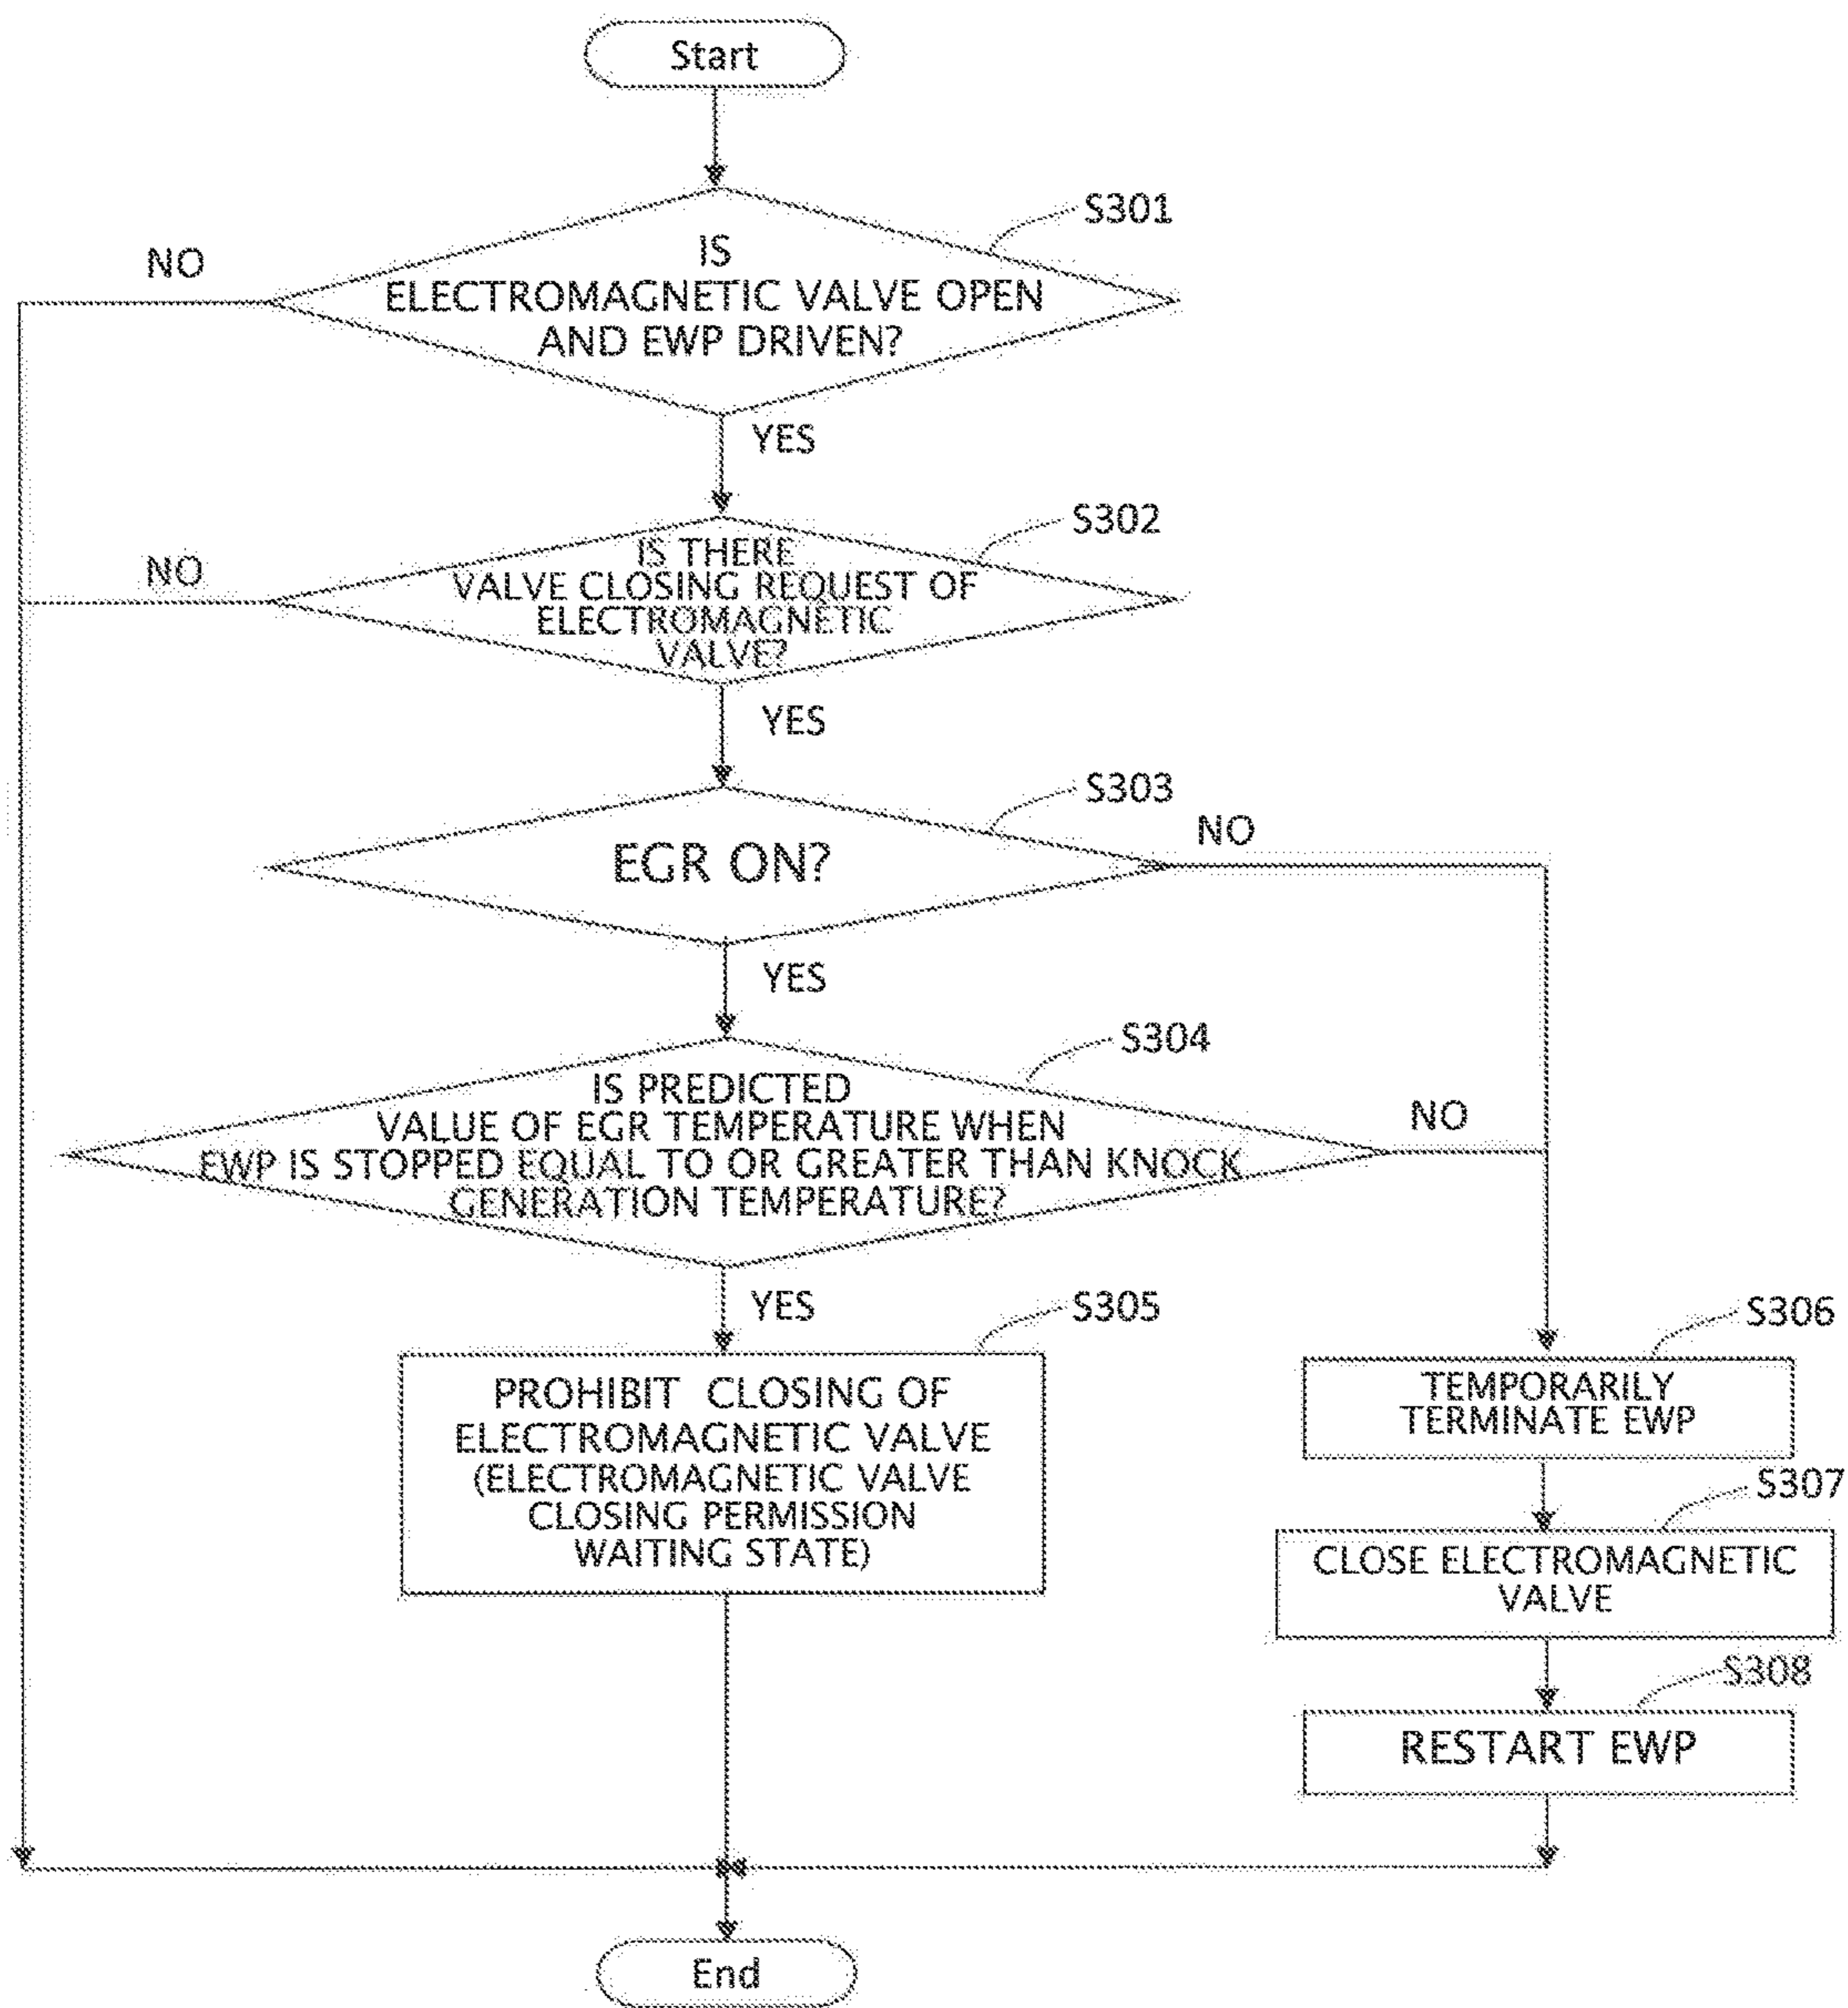 Start
S301
NO
IS
ELECTROMAGNETIC VALVE OPEN
AND EWP DRIVEN?
YES
S302
NO
IS THERE
VALVE CLOSING REQUEST OF
ELECTROMAGNETIC
VALVE?
YES
S303
NO
EGR ON?
YES
S304
IS PREDICTED
VALUE OF EGR TEMPERATURE WHEN
EWP IS STOPPED EQUAL TO OR GREATER THAN KNOCK
GENERATION TEMPERATURE?
NO
YES
S305
PROHIBIT CLOSING OF
ELECTROMAGNETIC VALVE
(ELECTROMAGNETIC VALVE
CLOSING PERMISSION
WAITING STATE)
S306
TEMPORARILY
TERMINATE EWP
S307
CLOSE ELECTROMAGNETIC
VALVE
S308
RESTART EWP
End